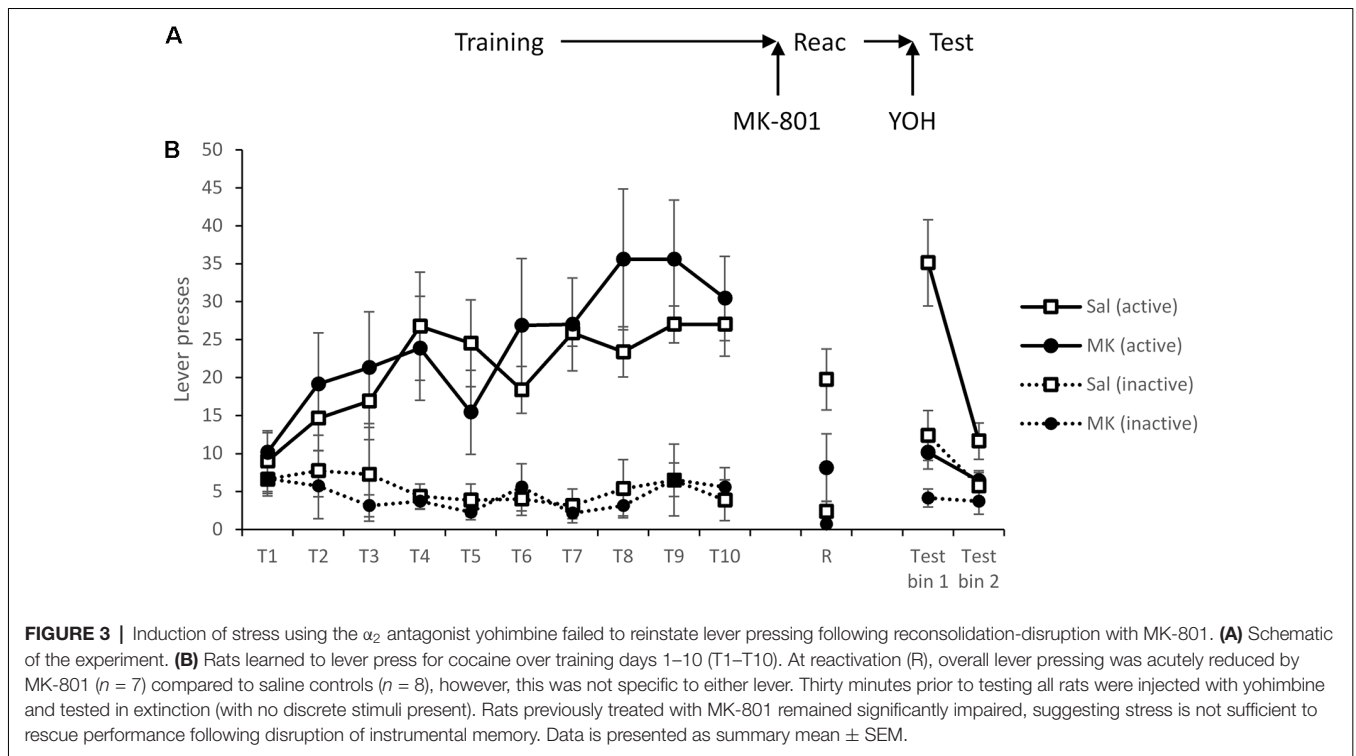 A
Training Reac Test
MK-801 YOH
B
Lever presses
50
45
40
35
30
25
20
15
10
5
0
T1 T2 T3 T4 T5 T6 T7 T8 T9 T10 R Test Test
bin 1 bin 2
Sal (active)
MK (active)
Sal (inactive)
MK (inactive)
FIGURE 3 | Induction of stress using the α₂ antagonist yohimbine failed to reinstate lever pressing following reconsolidation-disruption with MK-801. (A) Schematic
of the experiment. (B) Rats learned to lever press for cocaine over training days 1–10 (T1–T10). At reactivation (R), overall lever pressing was acutely reduced by
MK-801 (n = 7) compared to saline controls (n = 8), however, this was not specific to either lever. Thirty minutes prior to testing all rats were injected with yohimbine
and tested in extinction (with no discrete stimuli present). Rats previously treated with MK-801 remained significantly impaired, suggesting stress is not sufficient to
rescue performance following disruption of instrumental memory. Data is presented as summary mean ± SEM.